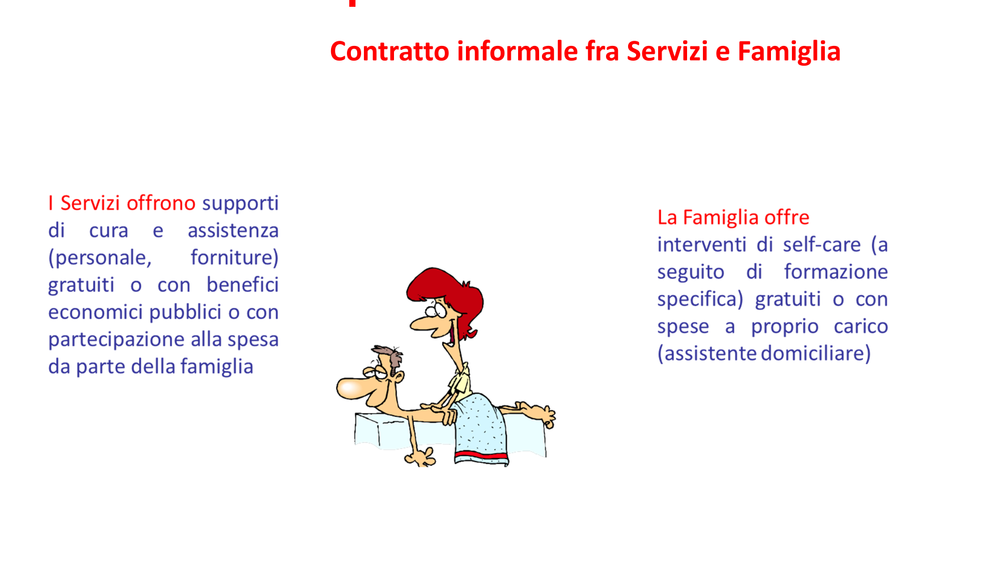 Contratto informale fra Servizi e Famiglia
I Servizi offrono supporti
di cura e assistenza
(personale, forniture)
gratuiti o con benefici
economici pubblici o con
partecipazione alla spesa
da parte della famiglia
La Famiglia offre
interventi di self-care (a
seguito di formazione
specifica) gratuiti o con
spese a proprio carico
(assistente domiciliare)